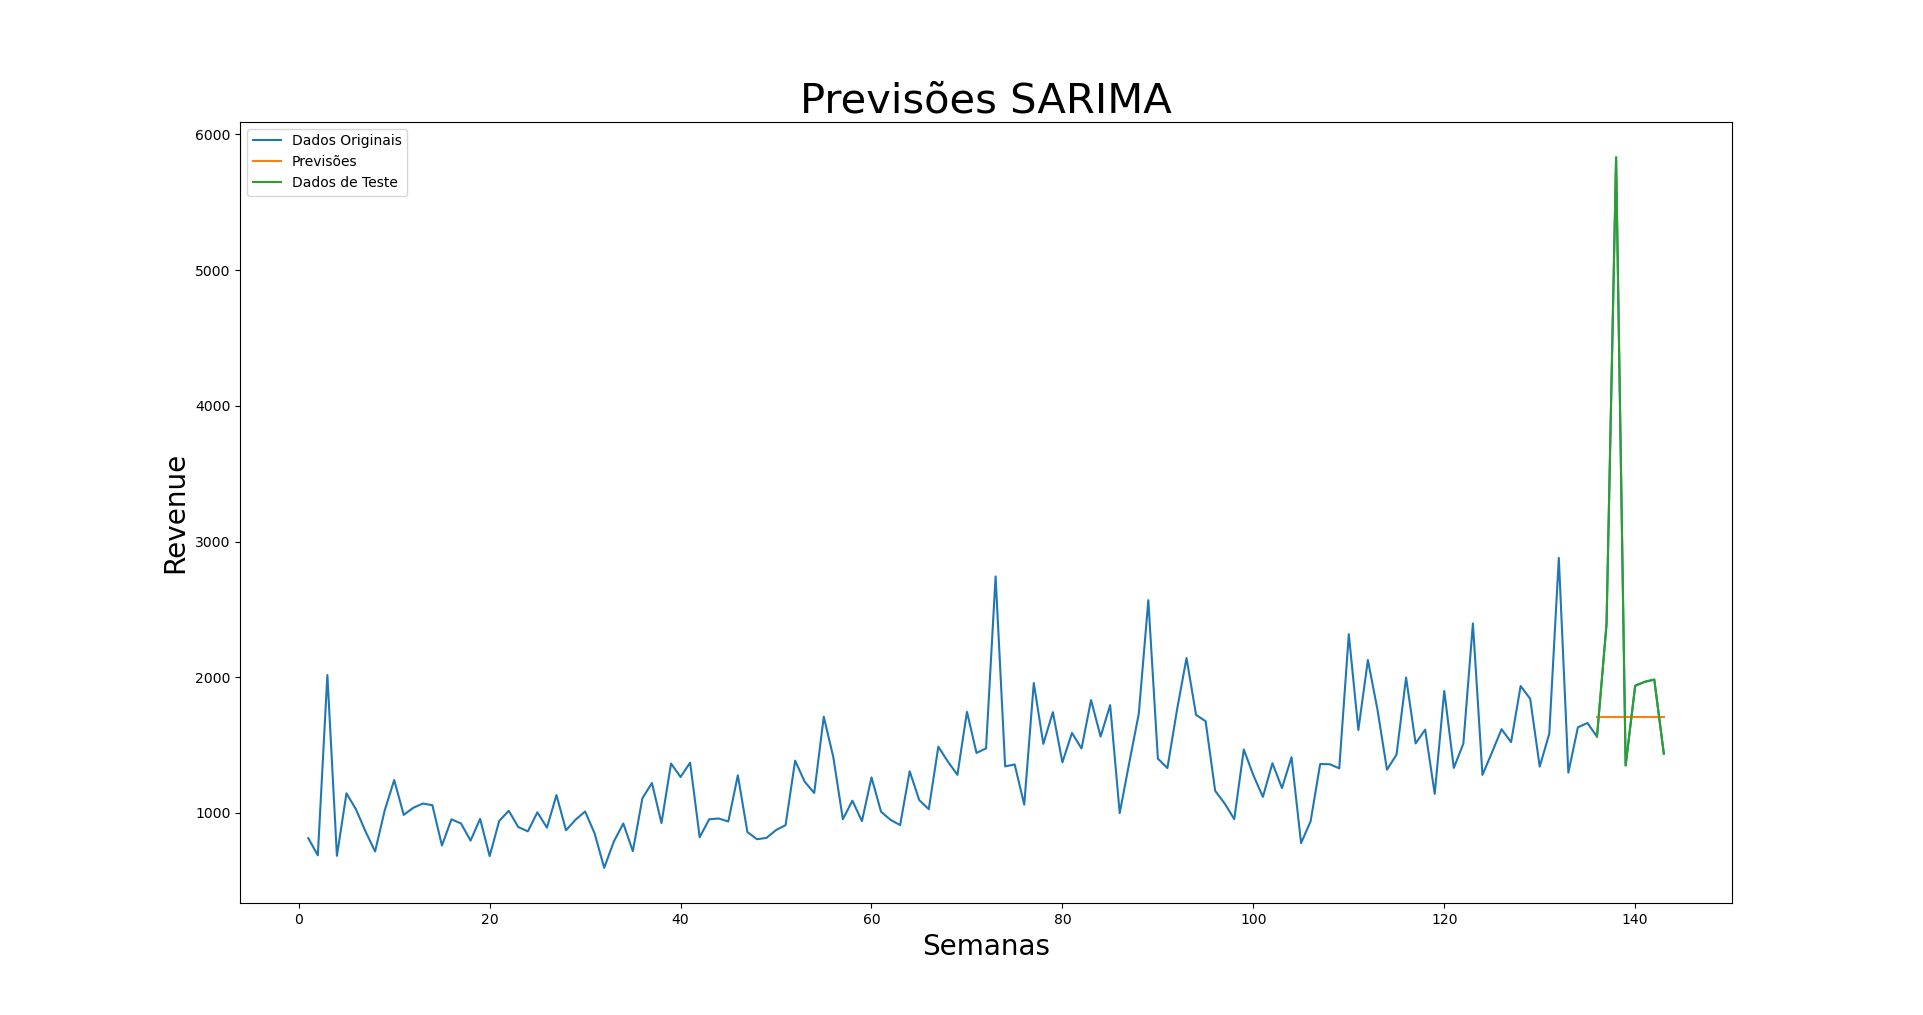 Previsões SARIMA
Dados Originais
Previsões
Dados de Teste
6000
5000
4000
3000
2000
1000
Revenue
0 20 40 60 80 100 120 140
Semanas